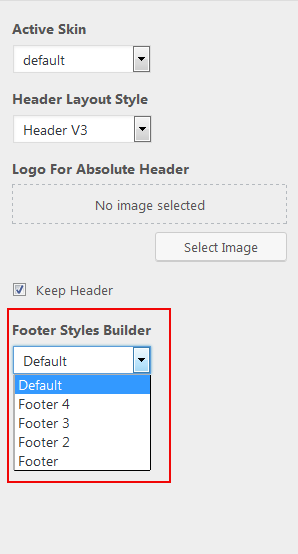 Active Skin
default
Header Layout Style
Header V3
Logo For Absolute Header
No image selected
Select Image
Keep Header
Footer Styles Builder
Default
Default
Footer 4
Footer 3
Footer 2
Footer